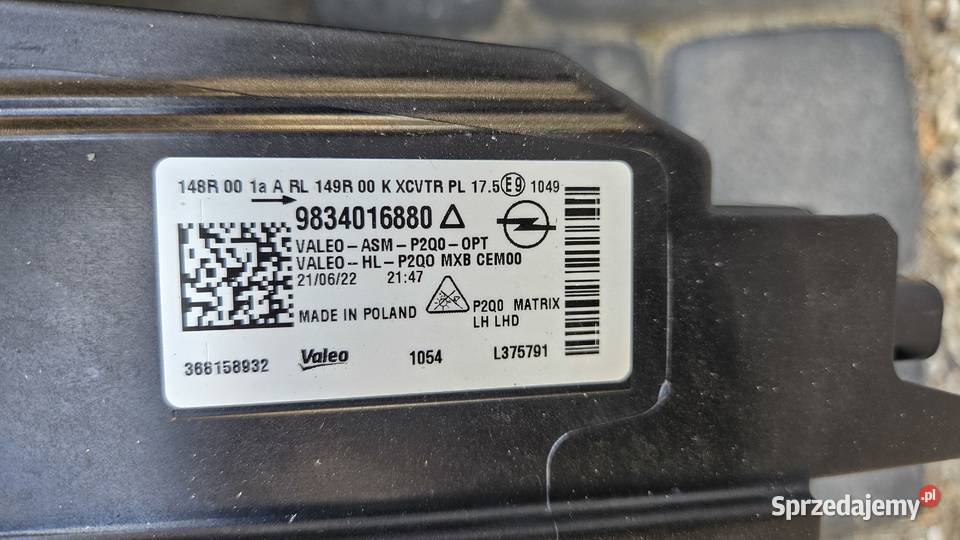 148R 00 1a A RL 149R 00 K XCVTR PL 17.5 E9 1049
9834016880
VALEO-ASM-P2Q0-OPT
VALEO--HL-P2Q0 MXB CEM00
21/06/22 21:47
MADE IN POLAND
P2Q0 MATRIX
LH LHD
366158932 Valeo 1054 L375791
Sprzedajemy.pl